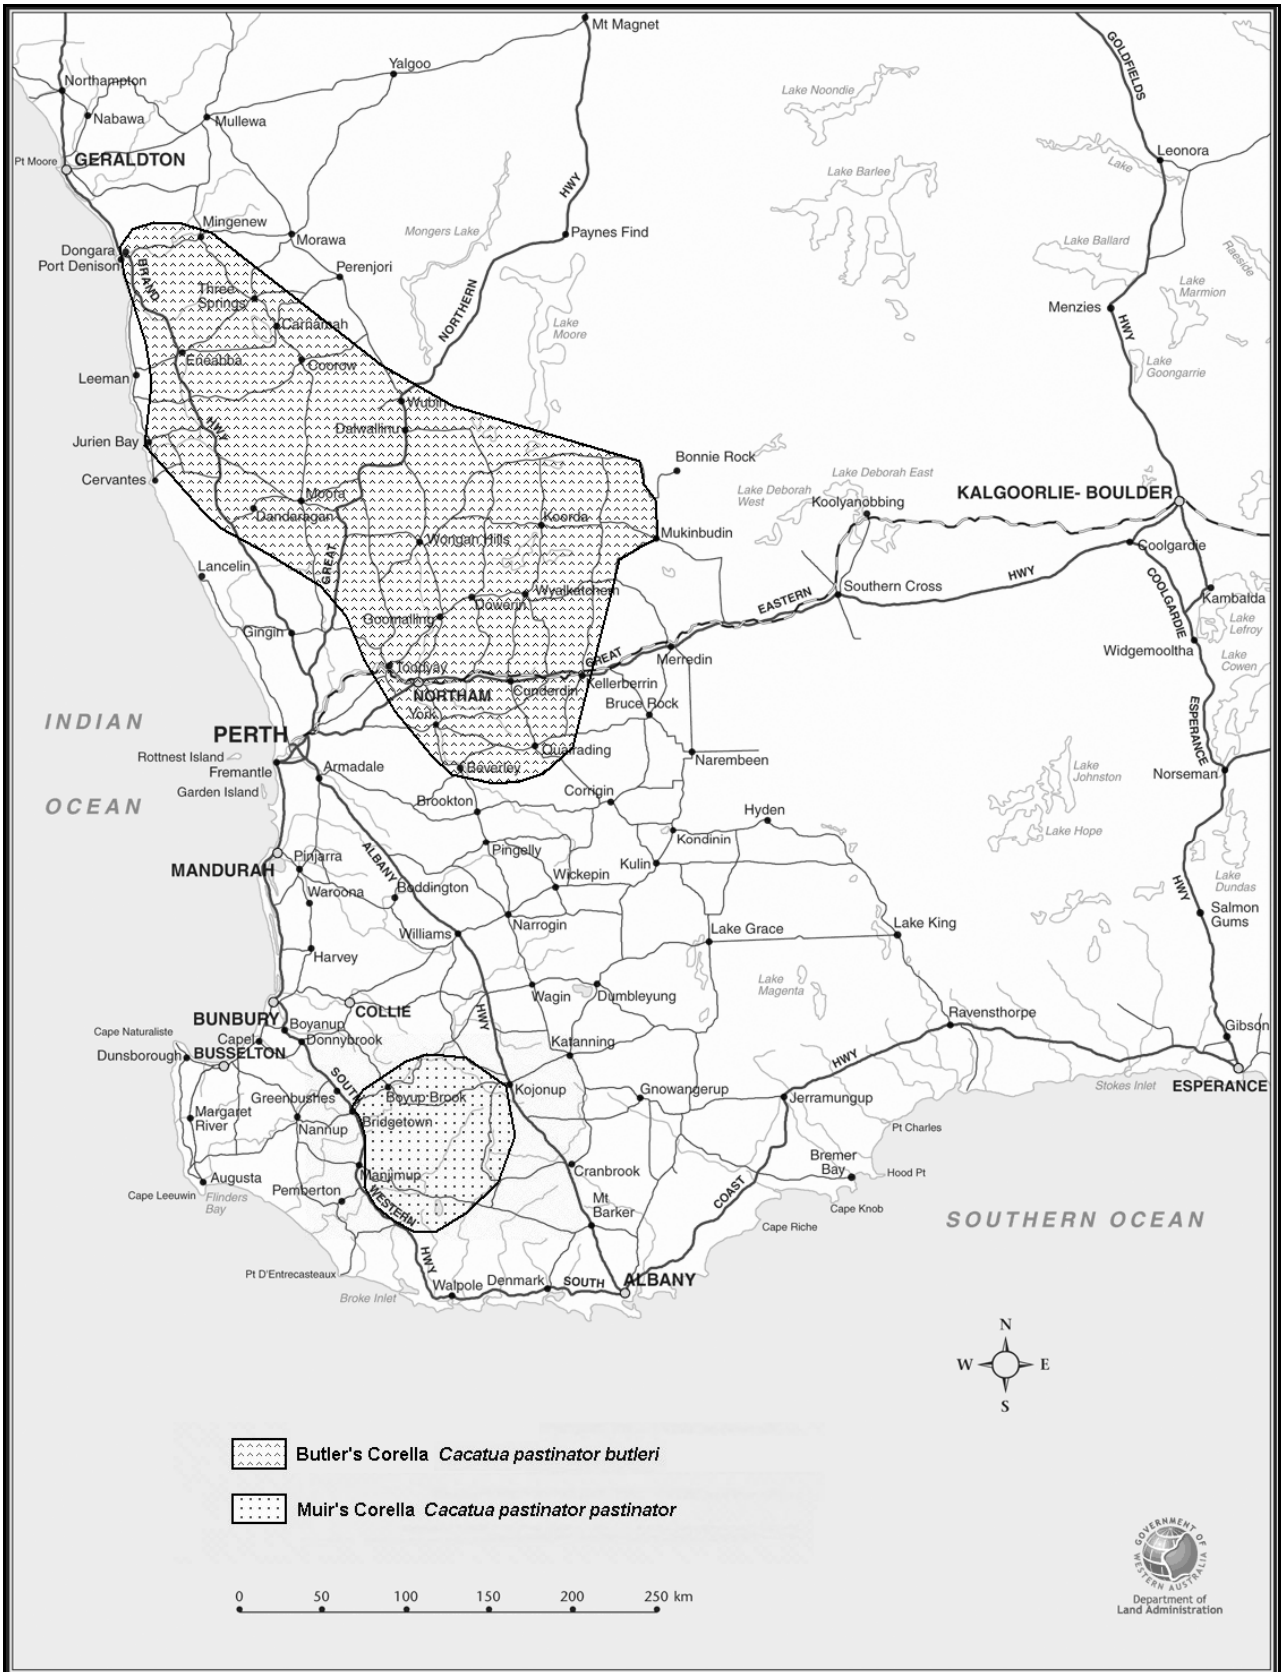 Mt Magnet
GOLDFIELDS
Yalgoo
Northampton
Lake Noondie
Nabawa
Mullewa
Pt Moore
GERALDTON
Leonora
Lake
Lake Barlee
HWY
Mingenew
Mongers Lake
Paynes Find
Morawa
Lake Ballard
Dongara
Port Denison
Raeside
BRAND
Perenjori
Three
Springs
NORTHERN
Lake
Marmion
Menzies
Carnamah
Lake
Moore
HWY
Eneabba
Coorow
Lake
Goongarrie
Leeman
Wubin
HWY
Dalwallinu
Jurien Bay
Bonnie Rock
Cervantes
Lake Deborah East
Lake Deborah
West
Koolyanobbing
KALGOORLIE- BOULDER
Moora
Dandaragan
Koorda
Mukinbudin
Wongan Hills
Coolgardie
GREAT
Lancelin
HWY
Southern Cross
COOLGARDIE
Wyalkatchem
Dowerin
EASTERN
Kambalda
Goomalling
Lake
Lefroy
Gingin
Widgemooltha
GREAT
Merredin
Lake
Cowen
Toodyay
Kellerberrin
Cunderdin
NORTHAM
Bruce Rock
ESPERANCE
York
INDIAN
PERTH
Quairading
Rottnest Island
Narembeen
Fremantle
Armadale
Beverley
Lake
Johnston
Norseman
Garden Island
Corrigin
OCEAN
Brookton
Hyden
Lake Hope
Kondinin
Pingelly
ALBANY
Pinjarra
Kulin
MANDURAH
Wickepin
Lake
Dundas
Waroona
Boddington
HWY
Salmon
Gums
Narrogin
Lake King
Williams
Lake Grace
Harvey
Lake
Magenta
Wagin
Dumbleyung
COLLIE
HWY
BUNBURY
Ravensthorpe
Boyanup
Gibson
Cape Naturaliste
Capel
Donnybrook
Katanning
Dunsborough
BUSSELTON
HWY
SOUTH
Stokes Inlet
ESPERANCE
Greenbushes
Boyup Brook
Kojonup
Gnowangerup
Jerramungup
Margaret
River
Nannup
Bridgetown
Pt Charles
Bremer
Bay
Cranbrook
Hood Pt
Augusta
Manjimup
Pemberton
Cape Leeuwin
Flinders
Bay
WESTERN
Mt
Barker
COAST
Cape Knob
SOUTHERN OCEAN
Cape Riche
HWY
Pt D'Entrecasteaux
Walpole
Denmark
SOUTH
ALBANY
Broke Inlet
N
W
E
S
Butler's Corella Cacatua pastinator butleri
Muir's Corella Cacatua pastinator pastinator
GOVERNMENT OF
WESTERN AUSTRALIA
Department of
Land Administration
0 50 100 150 200 250 km